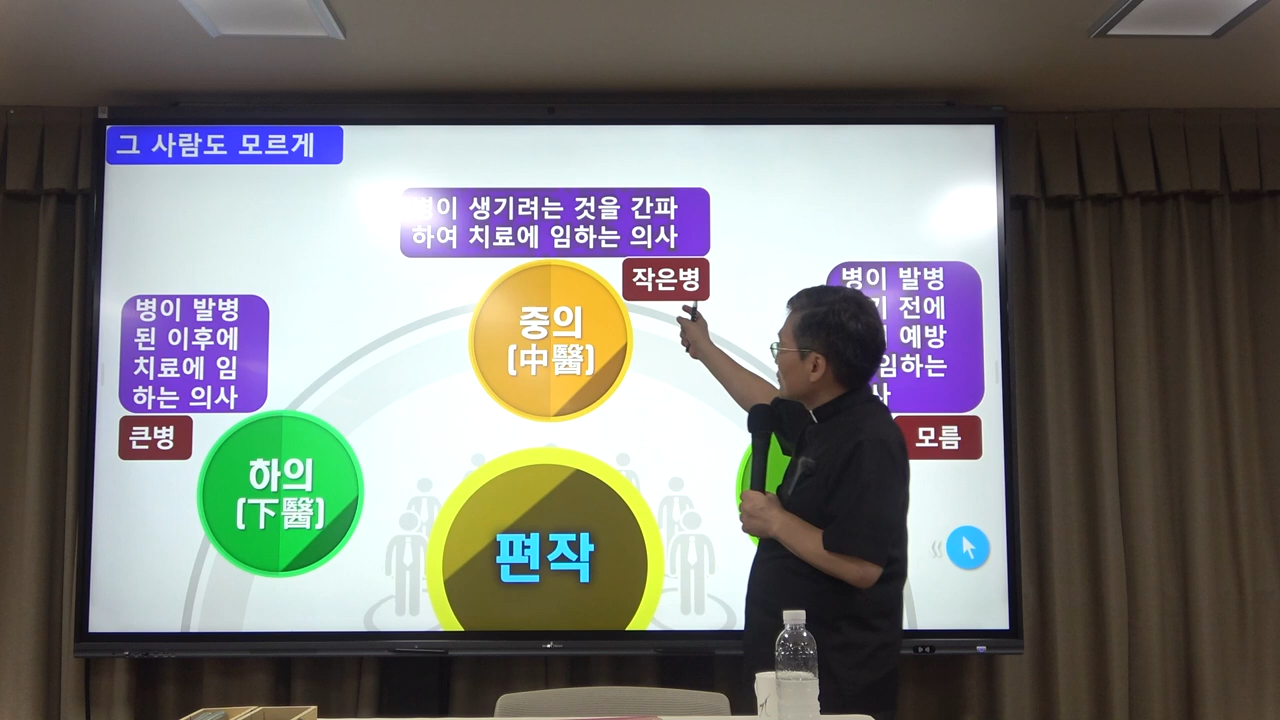 그 사람도 모르게
이 생기려는 것을 간파
하여 치료에 임하는 의사
작은병
중의
(中醫)
병이 발병
된 이후에
치료에 임
하는 의사
큰병
하의
(下醫)
편작
병이 발병
전에
예방
임하는
모름